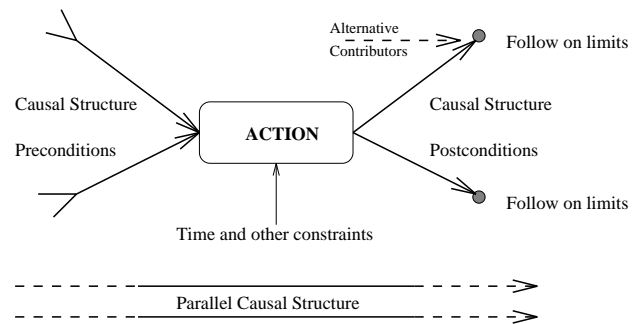 Alternative
Contributors
Follow on limits
Causal Structure
Causal Structure
ACTION
Preconditions
Postconditions
Follow on limits
Time and other constraints
Parallel Causal Structure